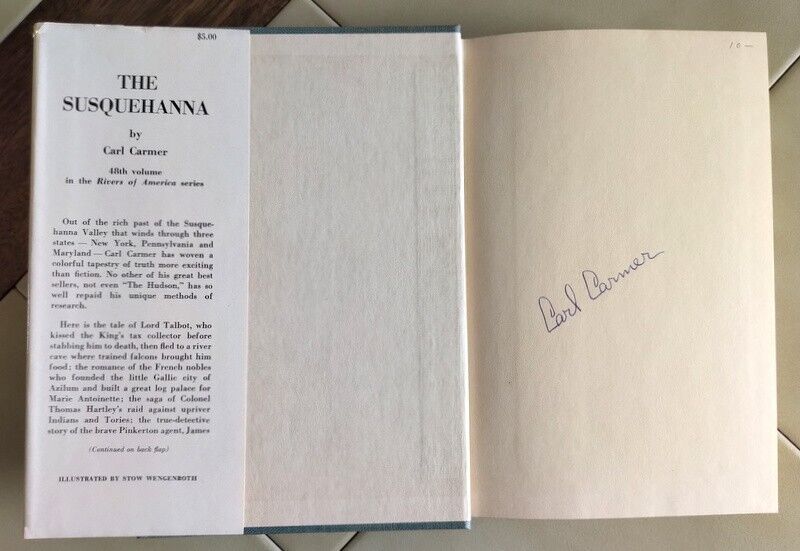 $5.00
THE
SUSQUEHANNA
by
Carl Carmer
48th volume
in the Rivers of America series
Out of the rich past of the Susque-
hanna Valley that winds through three
states — New York, Pennsylvania and
Maryland — Carl Carmer has woven a
colorful tapestry of truth more exciting
than fiction. No other of his great best
sellers, not even "The Hudson," has so
well repaid his unique methods of
research.
Here is the tale of Lord Talbot, who
kissed the King's tax collector before
stabbing him to death, then fled to a river
cave where trained falcons brought him
food; the romance of the French nobles
who founded the little Gallic city of
Azilum and built a great log palace for
Marie Antoinette; the saga of Colonel
Thomas Hartley's raid against upriver
Indians and Tories; the true-detective
story of the brave Pinkerton agent, James
(Continued on back flap)
ILLUSTRATED BY STOW WENGENROTH
10 —
Carl Carmer